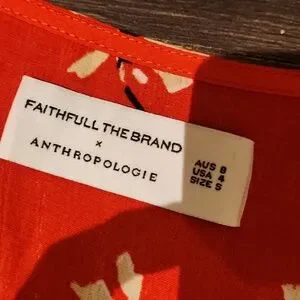 FAITHFULL THE BRAND
x
ANTHROPOLOGIE
AUS 8
USA 4
SIZE S